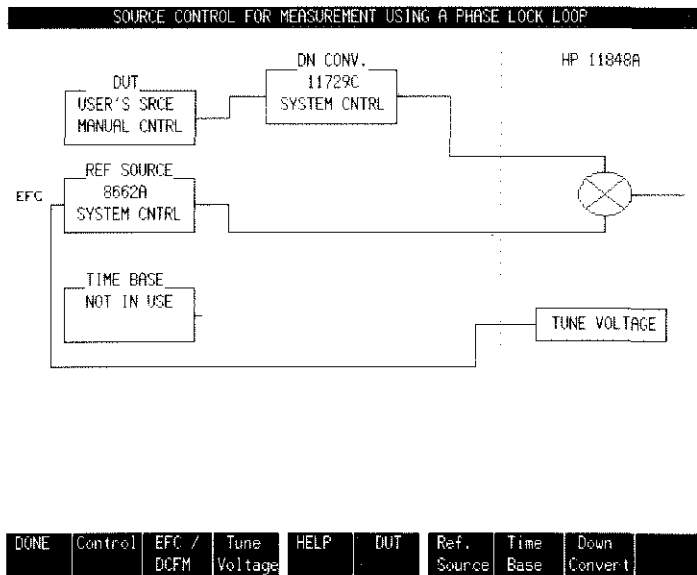 SOURCE CONTROL FOR MEASUREMENT USING A PHASE LOCK LOOP
DN CONV.
11729C
SYSTEM CNTRL
HP 11848A
DUT
USER'S SRCE
MANUAL CNTRL
REF SOURCE
8662A
SYSTEM CNTRL
EFC
TIME BASE
NOT IN USE
TUNE VOLTAGE
DONE Control EFC / Tune HELP DUT Ref. Time Down
DCFM Voltage Source Base Convert